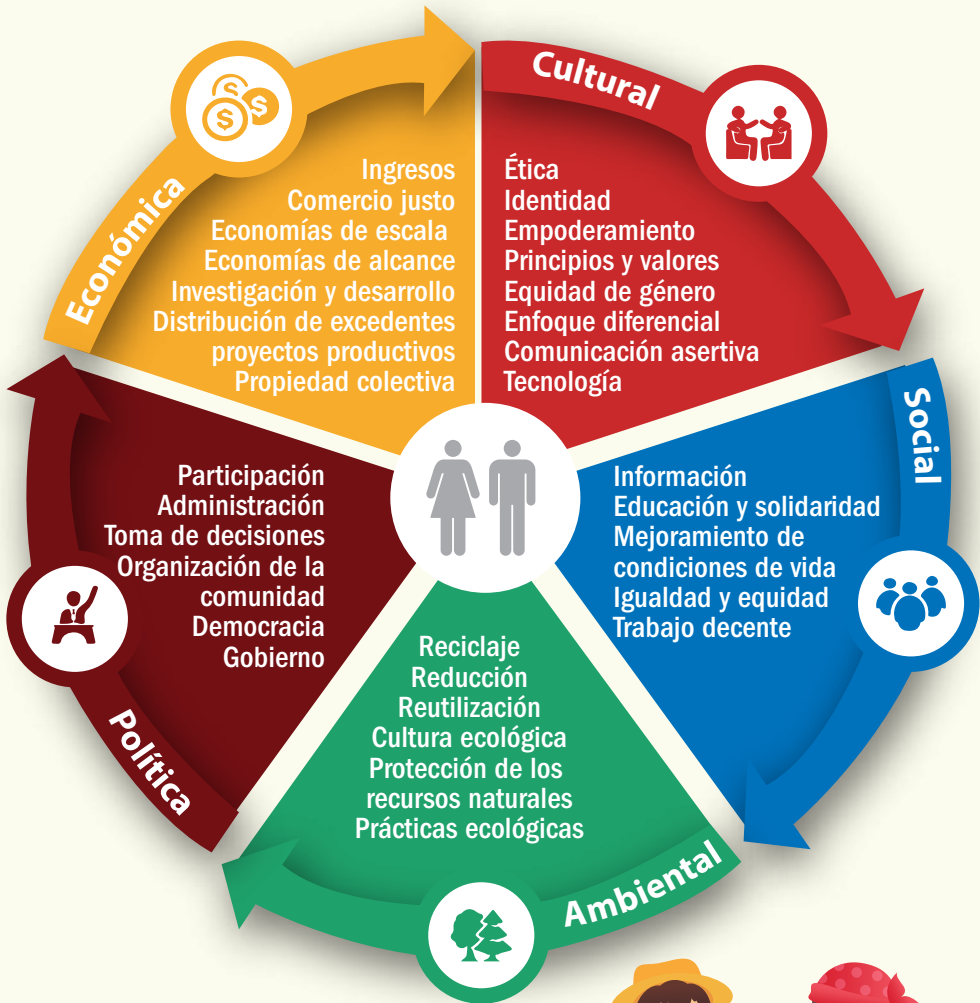 Económica
Ingresos
Comercio justo
Economías de escala
Economías de alcance
Investigación y desarrollo
Distribución de excedentes
proyectos productivos
Propiedad colectiva
Cultural
Ética
Identidad
Empoderamiento
Principios y valores
Equidad de género
Enfoque diferencial
Comunicación asertiva
Tecnología
Social
Información
Educación y solidaridad
Mejoramiento de
condiciones de vida
Igualdad y equidad
Trabajo decente
Ambiental
Reciclaje
Reducción
Reutilización
Cultura ecológica
Protección de los
recursos naturales
Prácticas ecológicas
Política
Participación
Administración
Toma de decisiones
Organización de la
comunidad
Democracia
Gobierno
$
$
$